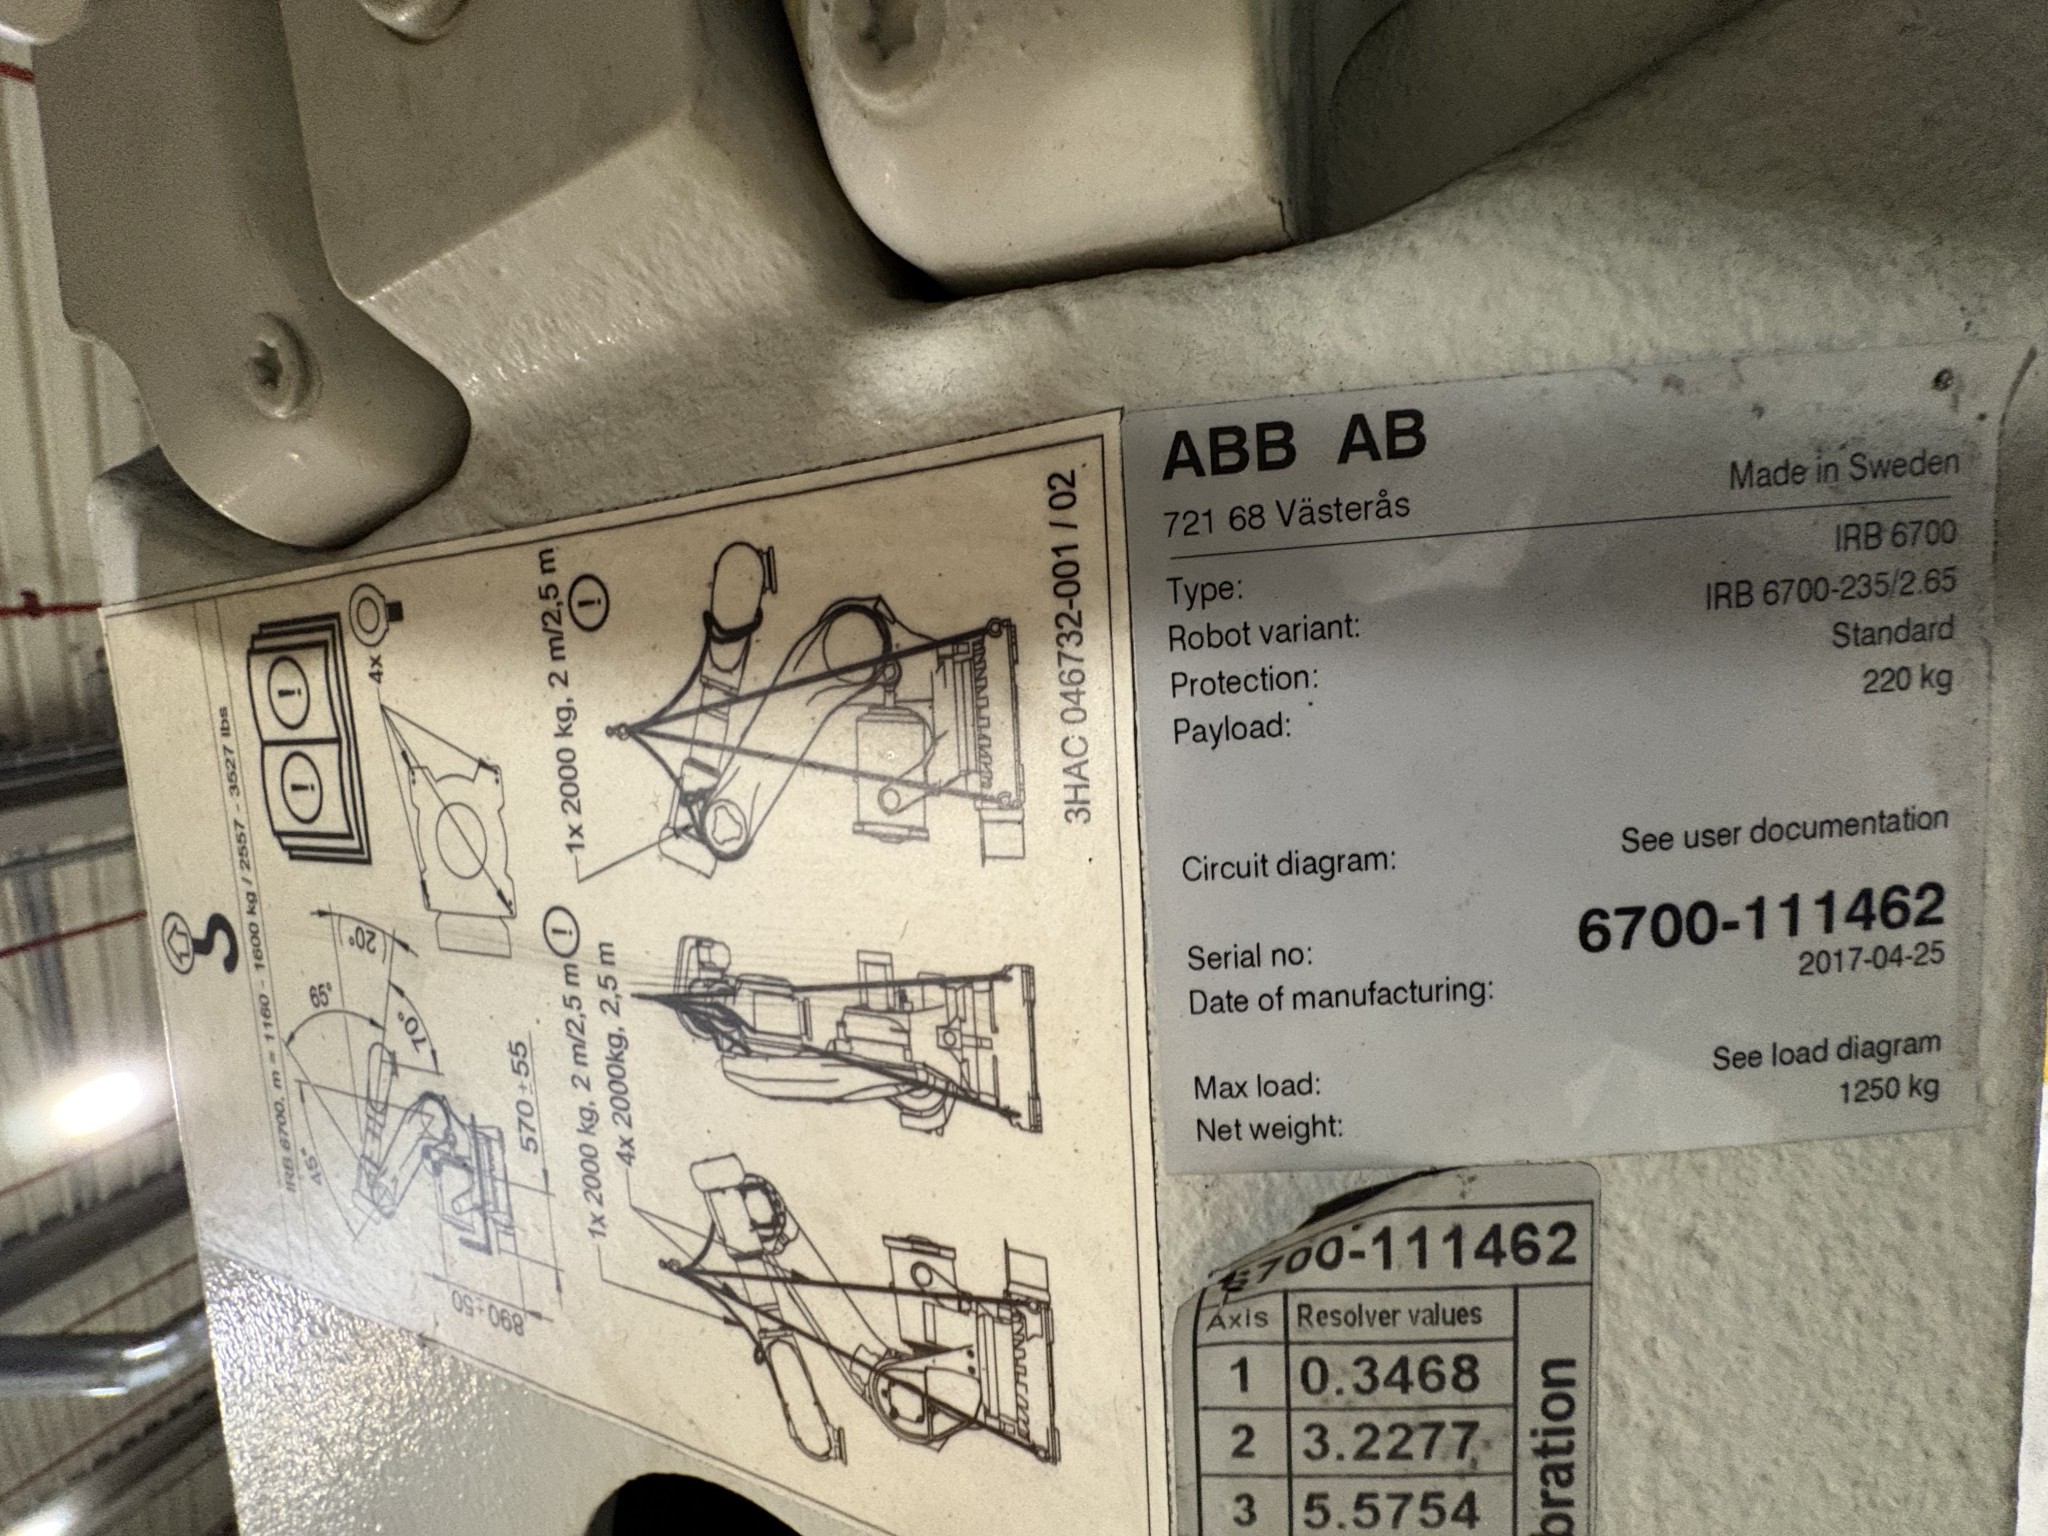 ABB AB
721 68 Västerås
Made in Sweden
Type: IRB 6700
Robot variant: IRB 6700-235/2.65
Protection: Standard
Payload: 220 kg
Circuit diagram: See user documentation
Serial no: 6700-111462
Date of manufacturing: 2017-04-25
Max load: See load diagram
Net weight: 1250 kg
6700-111462
Axis Resolver values
1 0.3468
2 3.2277
3 5.5754
bration
IRB 6700, m = 1160 - 1600 kg / 2557 - 3527 lbs
45°
65°
20°
70°
890±50
570±55
4x
1x 2000 kg, 2 m/2,5 m
4x 2000kg, 2,5 m
1x 2000 kg, 2 m/2,5 m
3HAC 046732-001 / 02